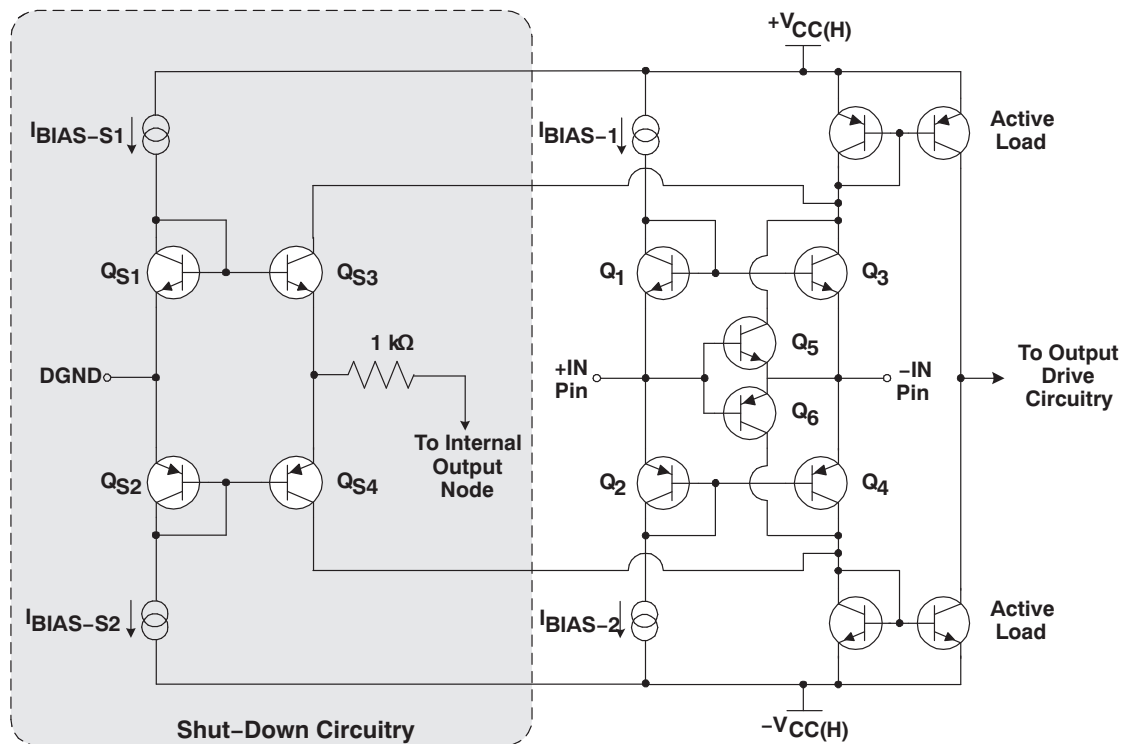 +VCC(H)
IBIAS−S1
IBIAS−1
Active
Load
QS1
QS3
Q1
Q3
1 kΩ
Q5
DGND
+IN
Pin
−IN
Pin
To Output
Drive
Circuitry
Q6
To Internal
Output
Node
QS2
QS4
Q2
Q4
IBIAS−S2
IBIAS−2
Active
Load
Shut−Down Circuitry
−VCC(H)